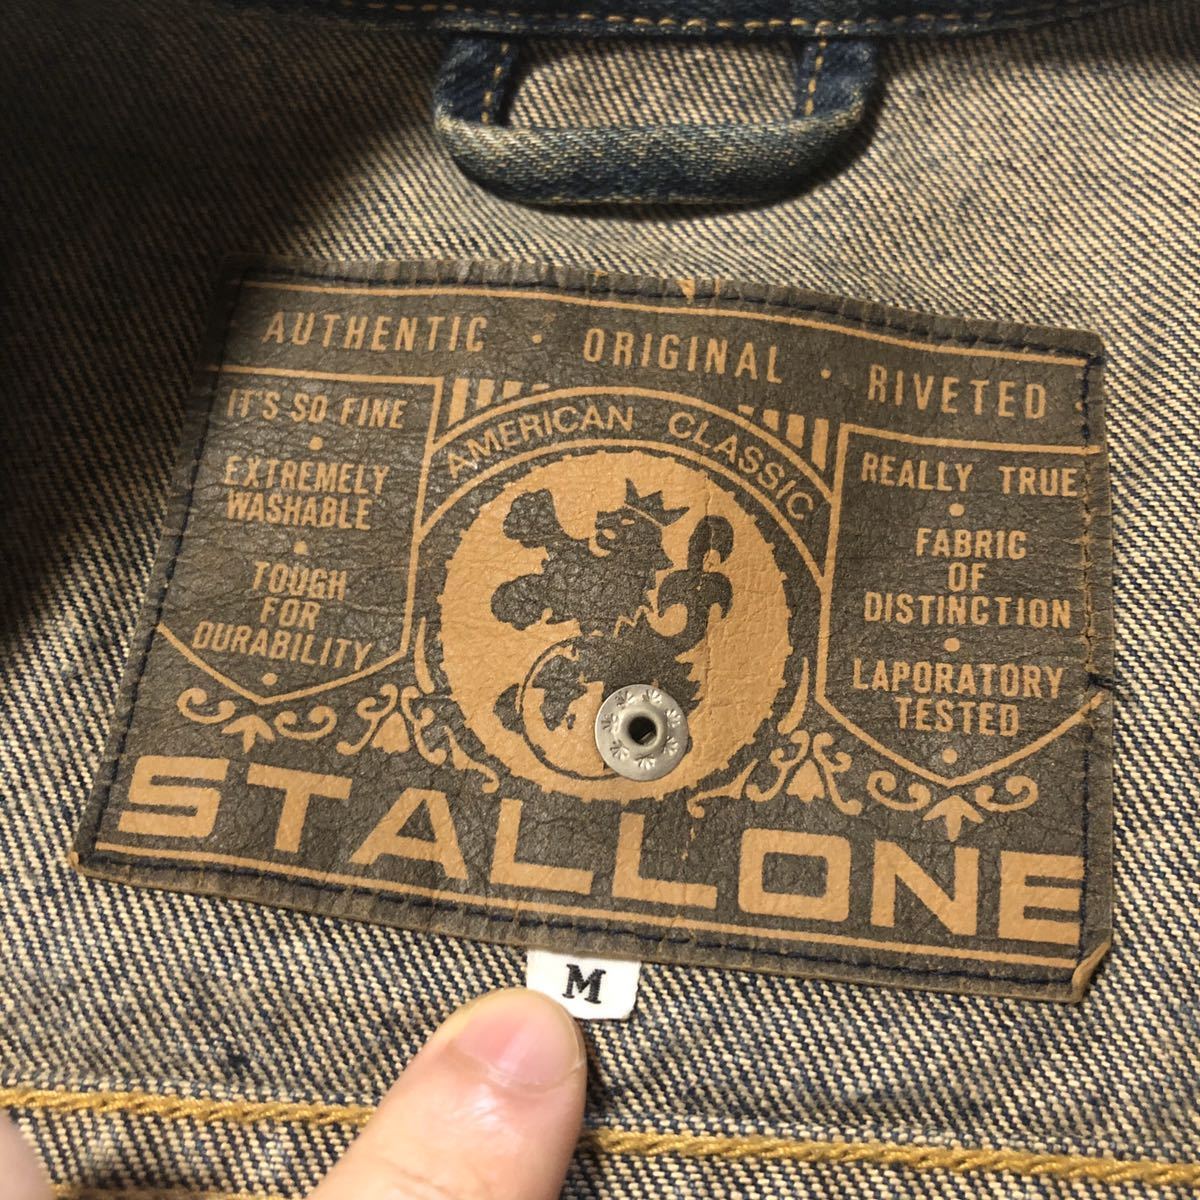 AUTHENTIC · ORIGINAL · RIVETED ·
IT'S SO FINE
•
EXTREMELY
WASHABLE
•
TOUGH
FOR
DURABILITY
•
AMERICAN CLASSIC
REALLY TRUE
•
FABRIC
OF
DISTINCTION
•
LAPORATORY
TESTED
•
STALLONE
M